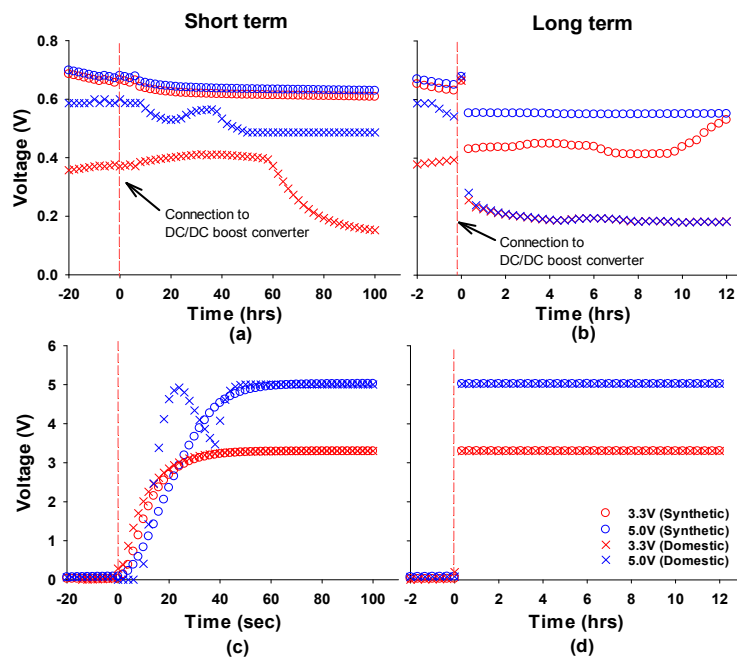 Short term
Long term
Voltage (V)
0.8
0.6
0.4
0.2
0.0
Connection to
DC/DC boost converter
-20 0 20 40 60 80 100
Time (hrs)
(a)
Connection to
DC/DC boost converter
-2 0 2 4 6 8 10 12
Time (hrs)
(b)
Voltage (V)
6
5
4
3
2
1
0
-20 0 20 40 60 80 100
Time (sec)
(c)
3.3V (Synthetic)
5.0V (Synthetic)
3.3V (Domestic)
5.0V (Domestic)
-2 0 2 4 6 8 10 12
Time (hrs)
(d)